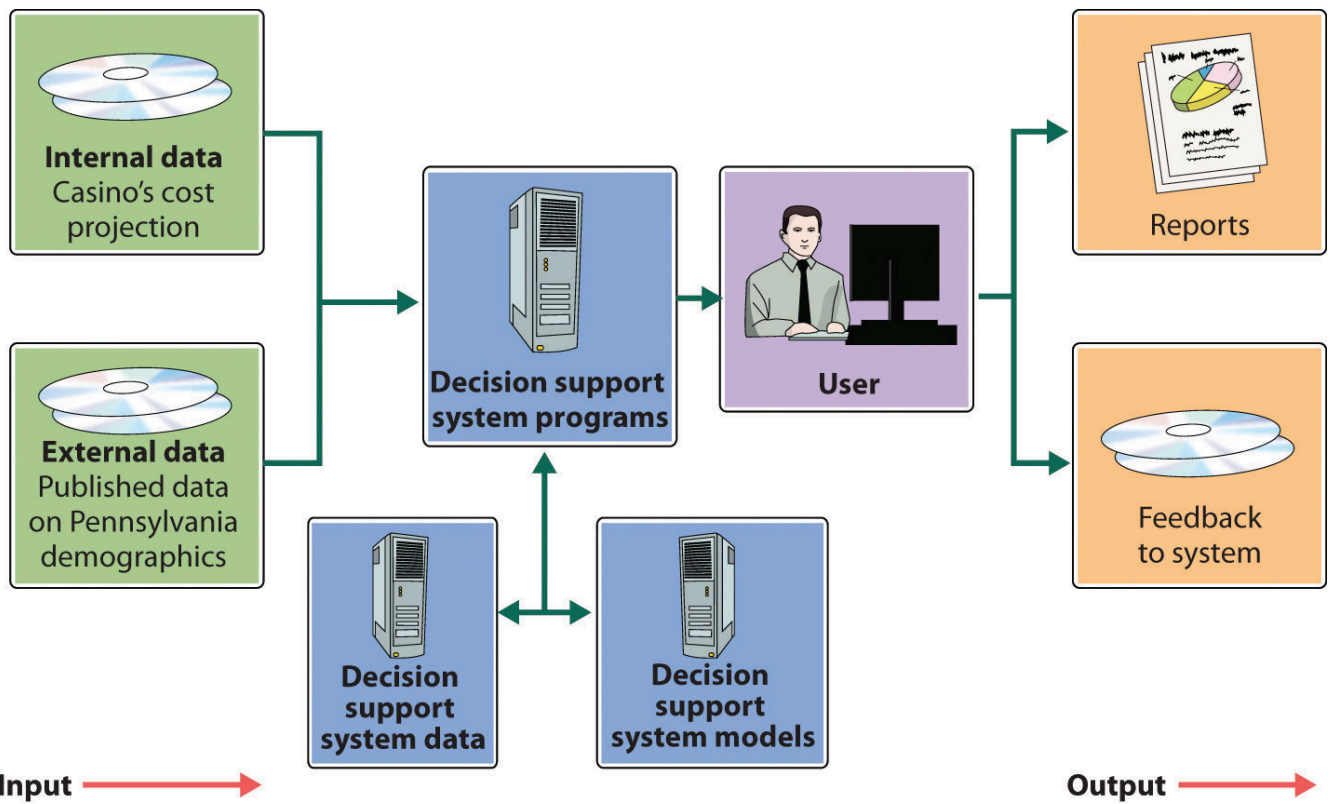 Internal data
Casino’s cost
projection
External data
Published data
on Pennsylvania
demographics
Decision support
system programs
User
Decision
support
system data
Decision
support
system models
Reports
Feedback
to system
Input
Output